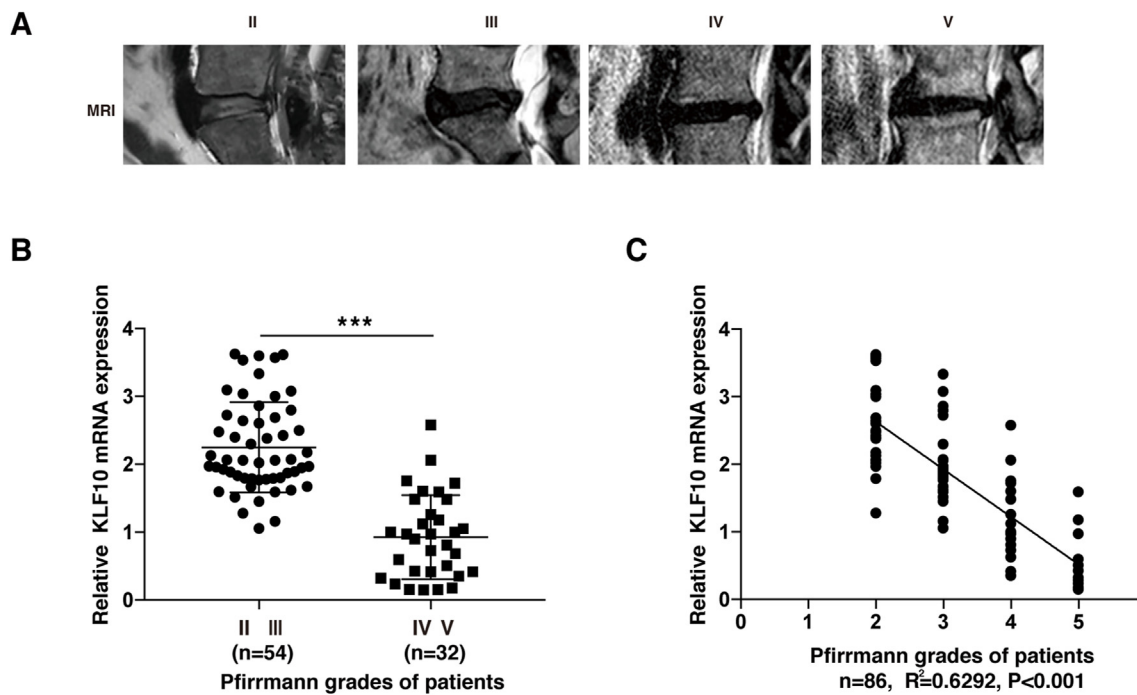 A
II III IV V
MRI
B
Relative KLF10 mRNA expression
4
3
2
1
0
***
II III IV V
(n=54) (n=32)
Pfirrmann grades of patients
C
Relative KLF10 mRNA expression
4
3
2
1
0
0 1 2 3 4 5
Pfirrmann grades of patients
n=86, R²=0.6292, P<0.001